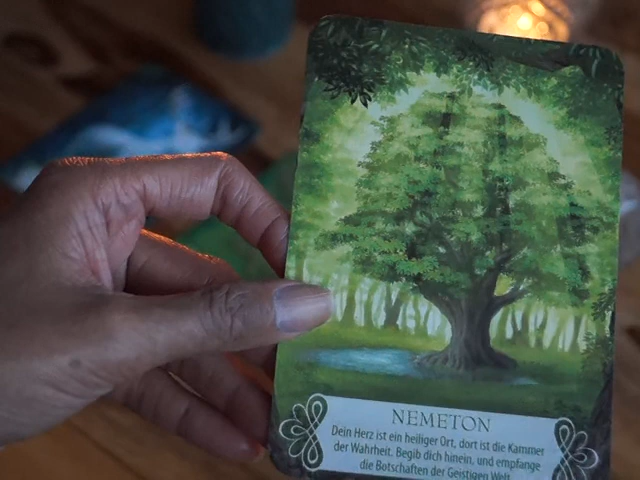 NEMETON
Dein Herz ist ein heiliger Ort, dort ist die Kammer
der Wahrheit. Begib dich hinein, und empfange
die Botschaften der Geistigen Welt.